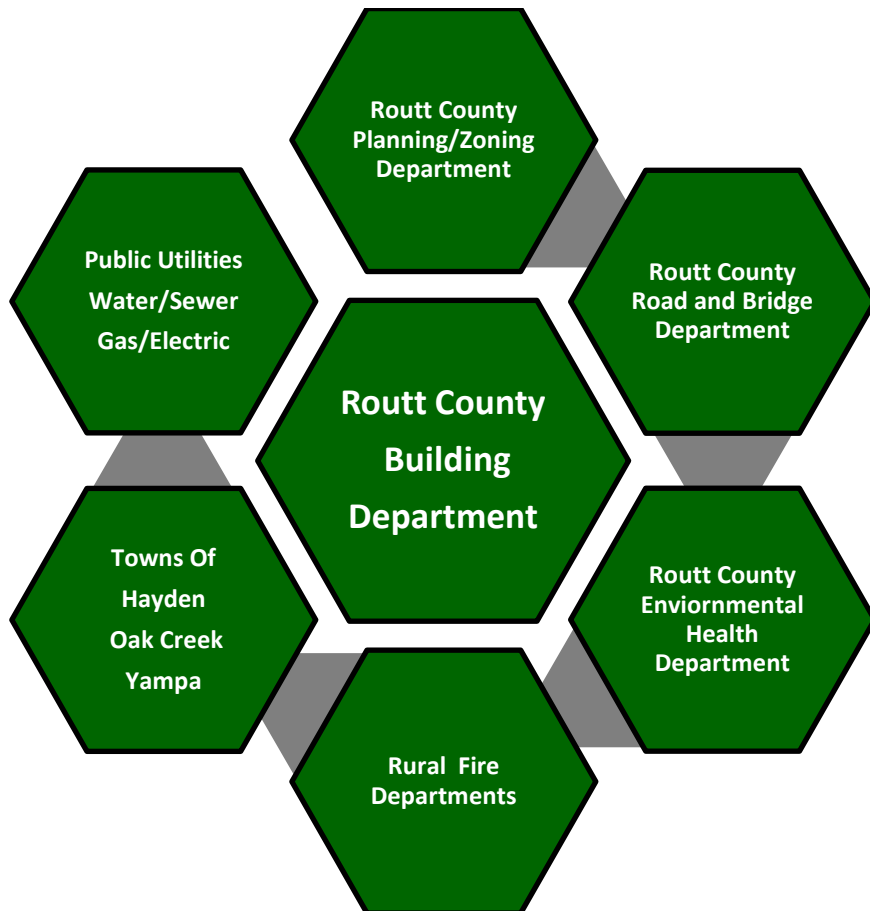 Routt County
Planning/Zoning
Department
Public Utilities
Water/Sewer
Gas/Electric
Routt County
Road and Bridge
Department
Routt County
Building
Department
Towns Of
Hayden
Oak Creek
Yampa
Routt County
Enviornmental
Health
Department
Rural Fire
Departments